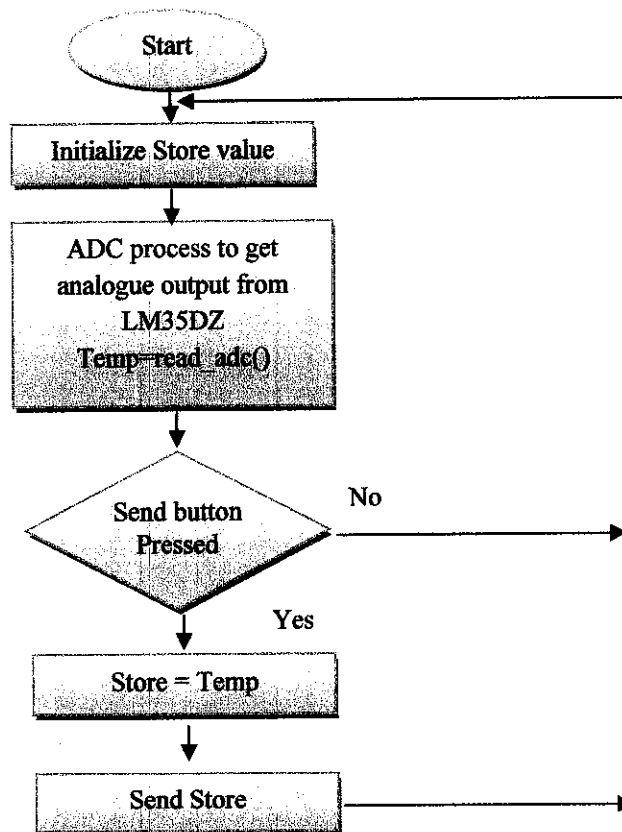 Start
Initialize Store value
ADC process to get
analogue output from
LM35DZ
Temp=read_adc()
Send button
Pressed
No
Yes
Store = Temp
Send Store